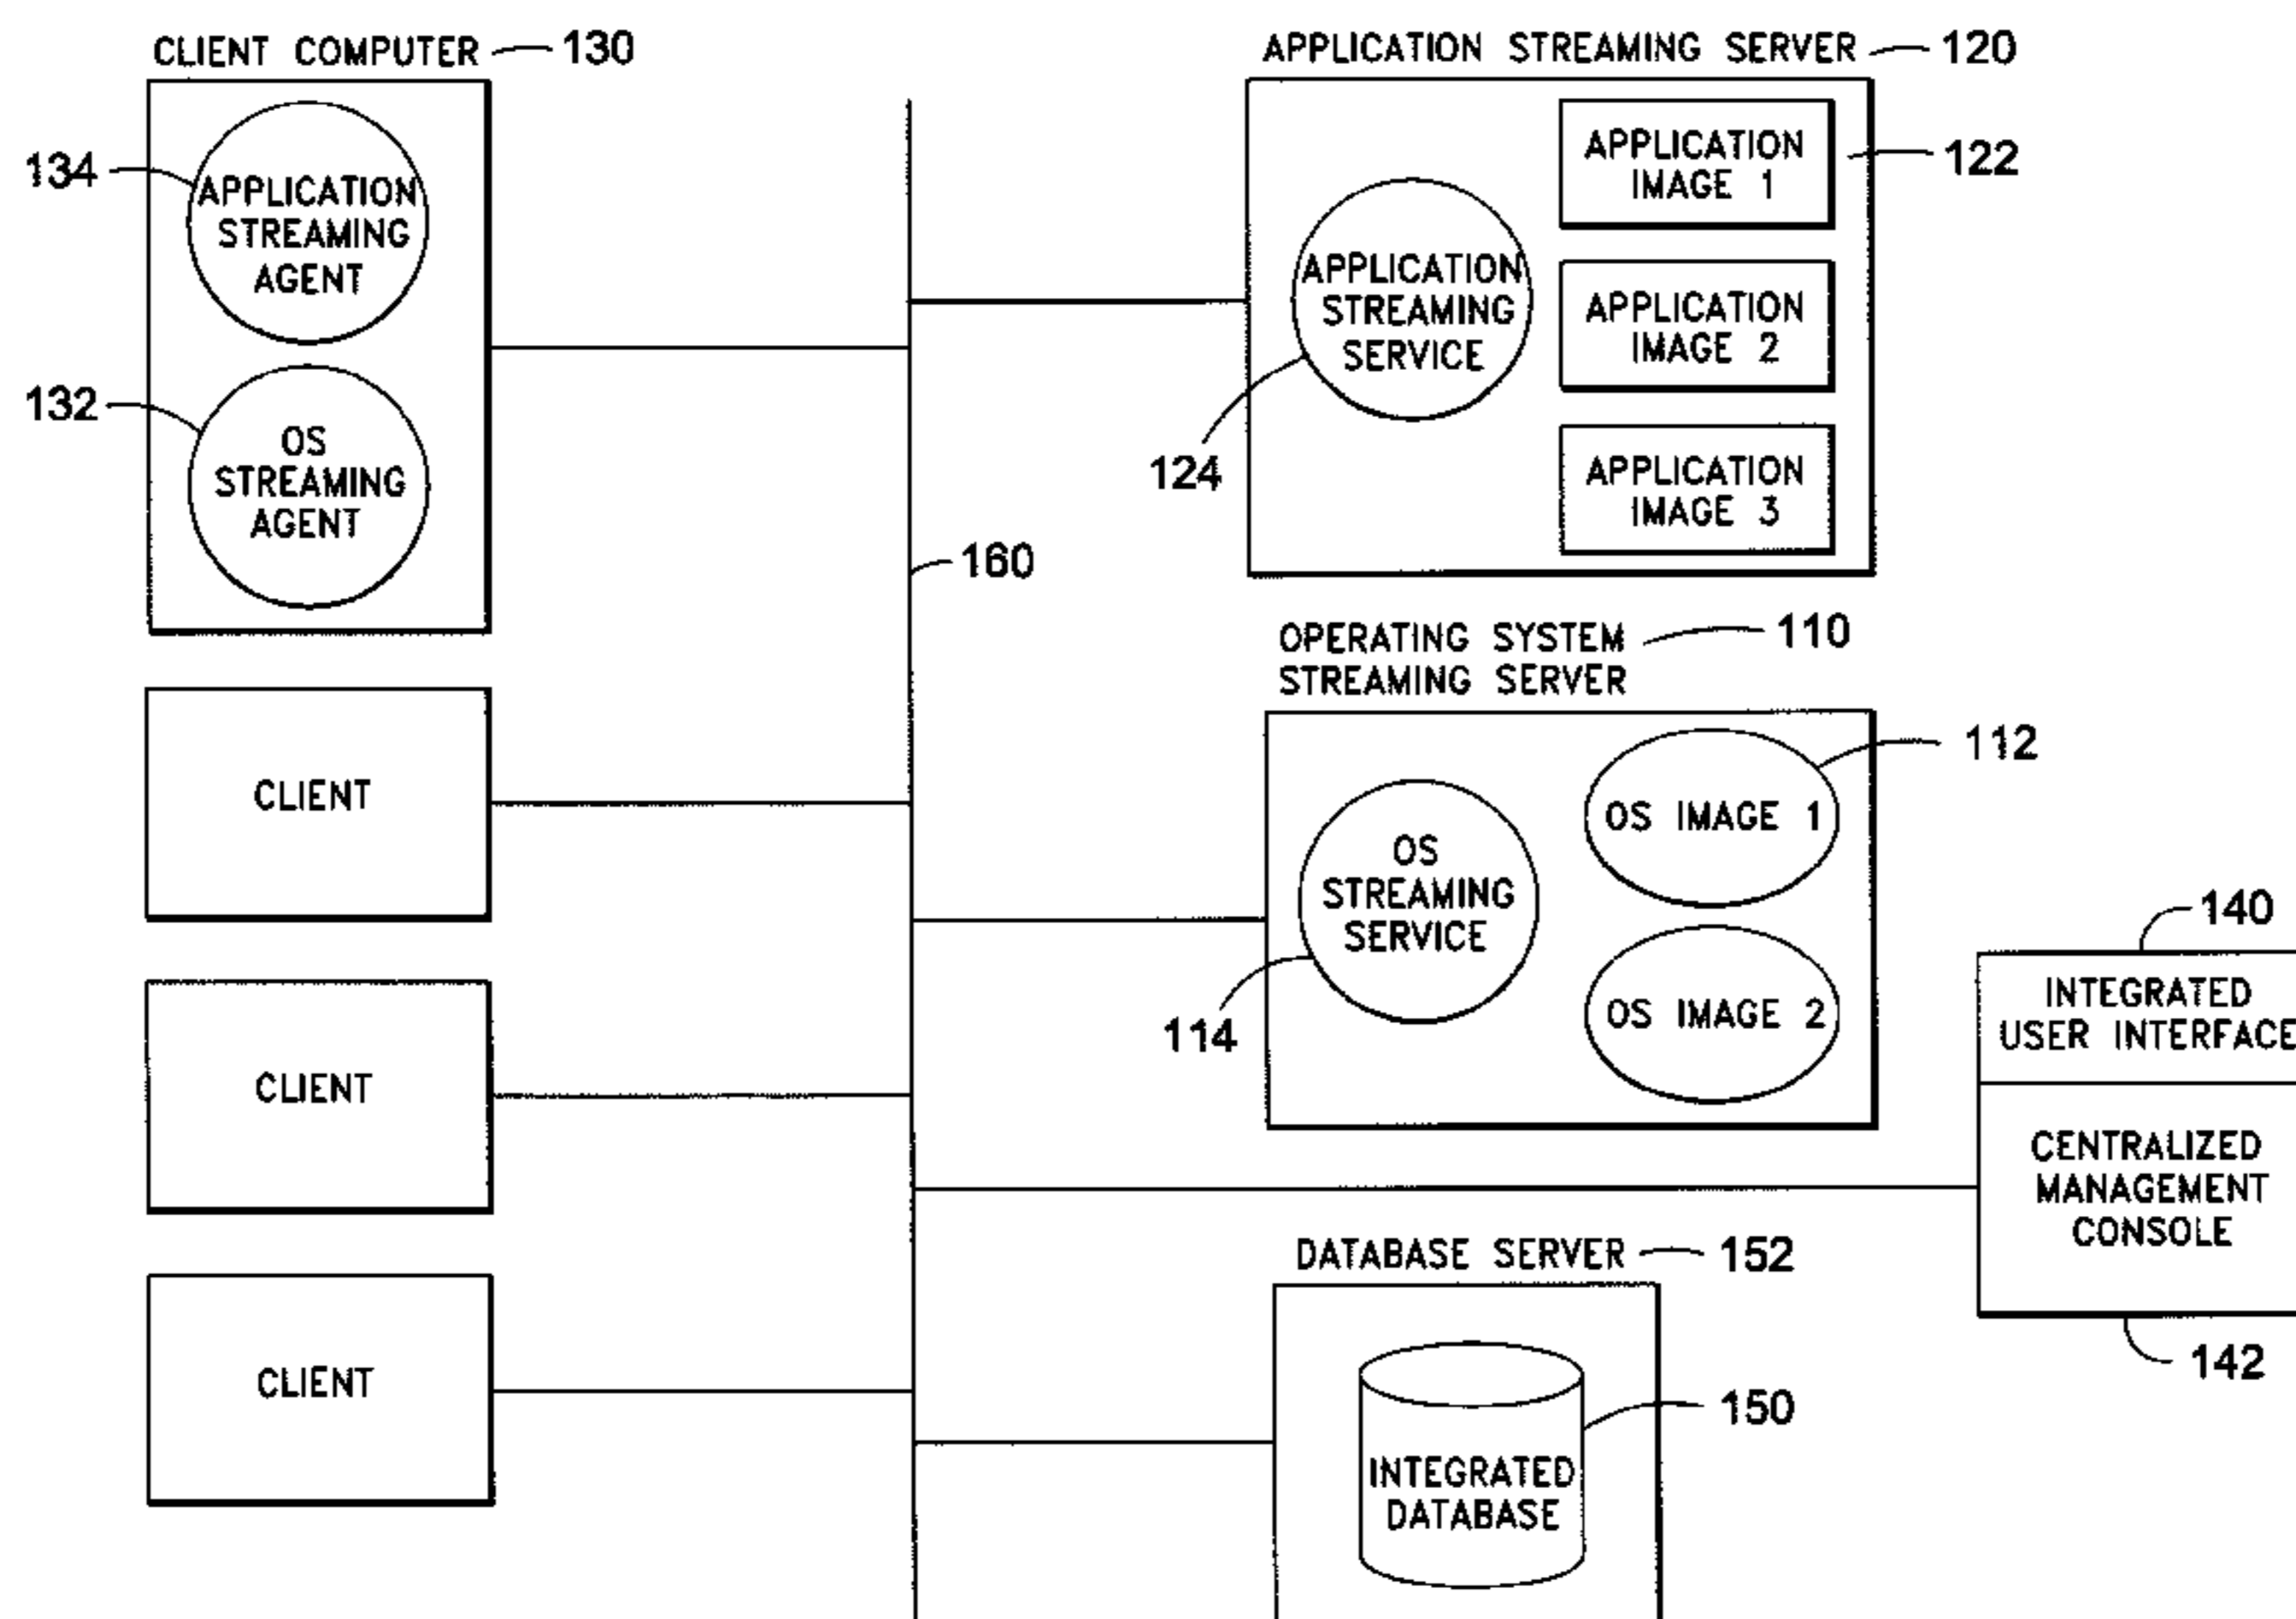 CLIENT COMPUTER 130
134
APPLICATION
STREAMING
AGENT
132
OS
STREAMING
AGENT
CLIENT
CLIENT
CLIENT
160
APPLICATION STREAMING SERVER 120
APPLICATION
STREAMING
SERVICE
124
APPLICATION
IMAGE 1
122
APPLICATION
IMAGE 2
APPLICATION
IMAGE 3
OPERATING SYSTEM 110
STREAMING SERVER
OS
STREAMING
SERVICE
114
OS IMAGE 1
112
OS IMAGE 2
140
INTEGRATED
USER INTERFACE
CENTRALIZED
MANAGEMENT
CONSOLE
142
DATABASE SERVER 152
150
INTEGRATED
DATABASE